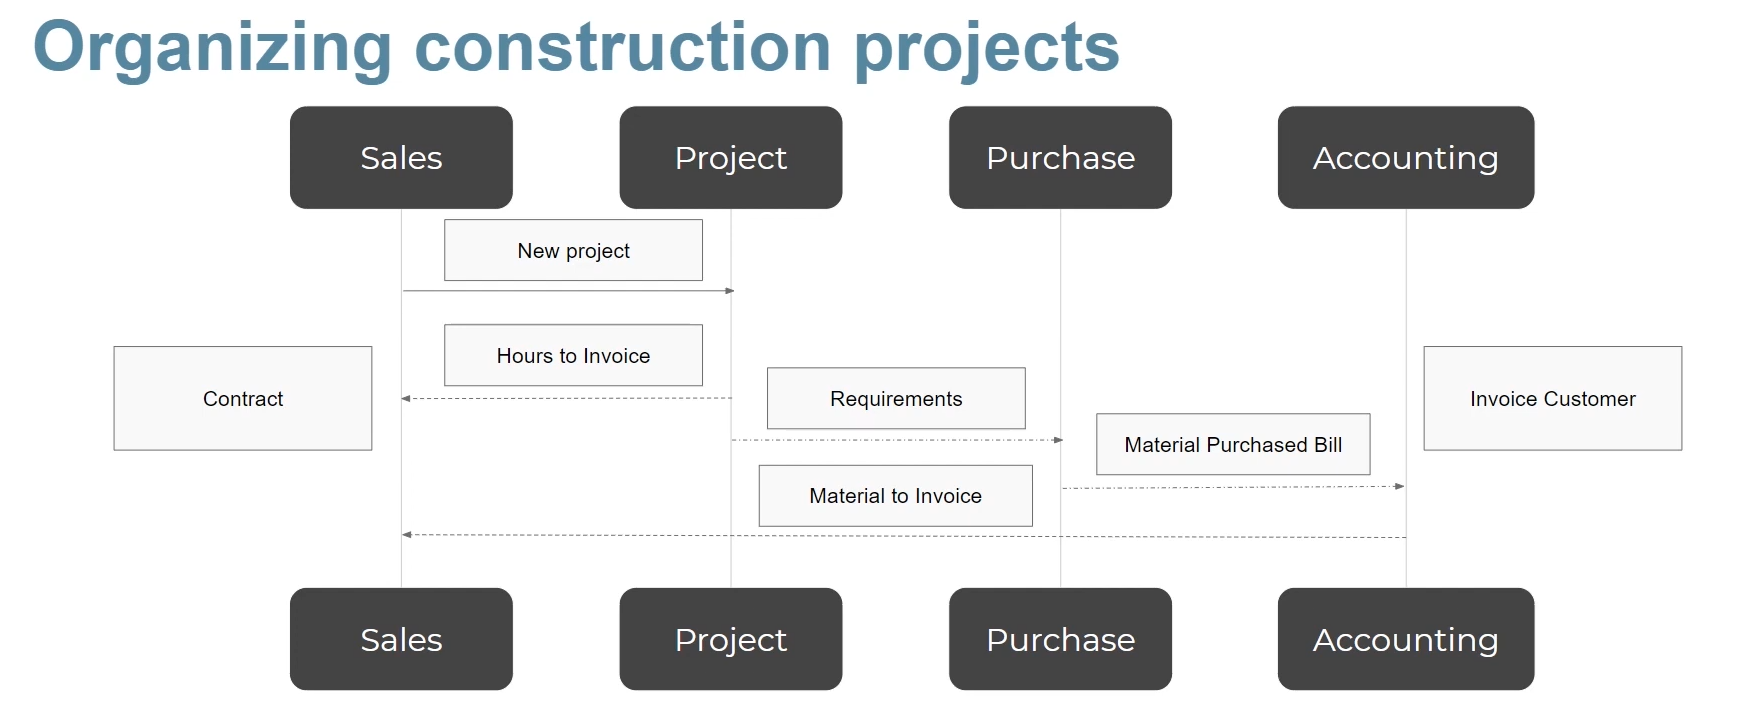 Organizing construction projects
Sales
Project
Purchase
Accounting
New project
Hours to Invoice
Contract
Requirements
Invoice Customer
Material Purchased Bill
Material to Invoice
Sales
Project
Purchase
Accounting